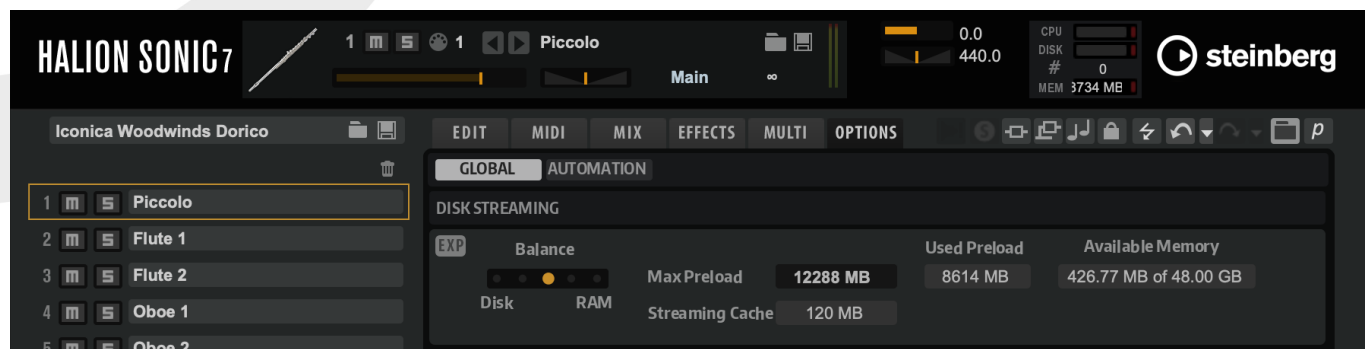 HALION SONIC 7
1 m S 1 Piccolo
Main ∞
0.0
440.0
CPU
DISK
# 0
MEM 3734 MB
steinberg
Iconica Woodwinds Dorico
EDIT MIDI MIX EFFECTS MULTI OPTIONS
S p
GLOBAL AUTOMATION
DISK STREAMING
1 m S Piccolo
2 m S Flute 1
3 m S Flute 2
4 m S Oboe 1
5 m S Oboe 2
EXP Balance
Disk RAM
Max Preload 12288 MB
Streaming Cache 120 MB
Used Preload
8614 MB
Available Memory
426.77 MB of 48.00 GB